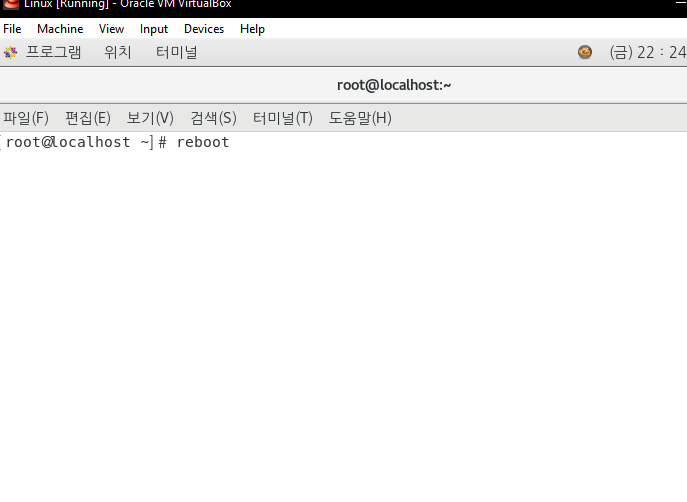 Linux [Running] - Oracle VM VirtualBox
File Machine View Input Devices Help
프로그램 위치 터미널 (금) 22 : 24
root@localhost:~
파일(F) 편집(E) 보기(V) 검색(S) 터미널(T) 도움말(H)
[root@localhost ~]# reboot